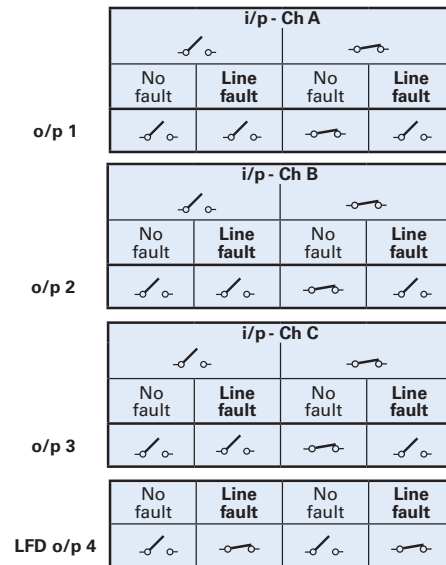 i/p - Ch A
No fault Line fault No fault Line fault
o/p 1
i/p - Ch B
No fault Line fault No fault Line fault
o/p 2
i/p - Ch C
No fault Line fault No fault Line fault
o/p 3
No fault Line fault No fault Line fault
LFD o/p 4